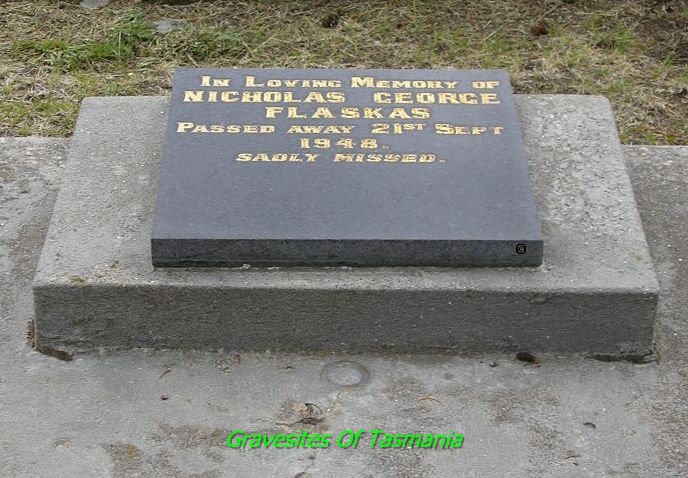 In Loving Memory of
NICHOLAS GEORGE
FLASKAS
Passed away 21st Sept
1948.
SADLY MISSED.
©
Gravesites Of Tasmania